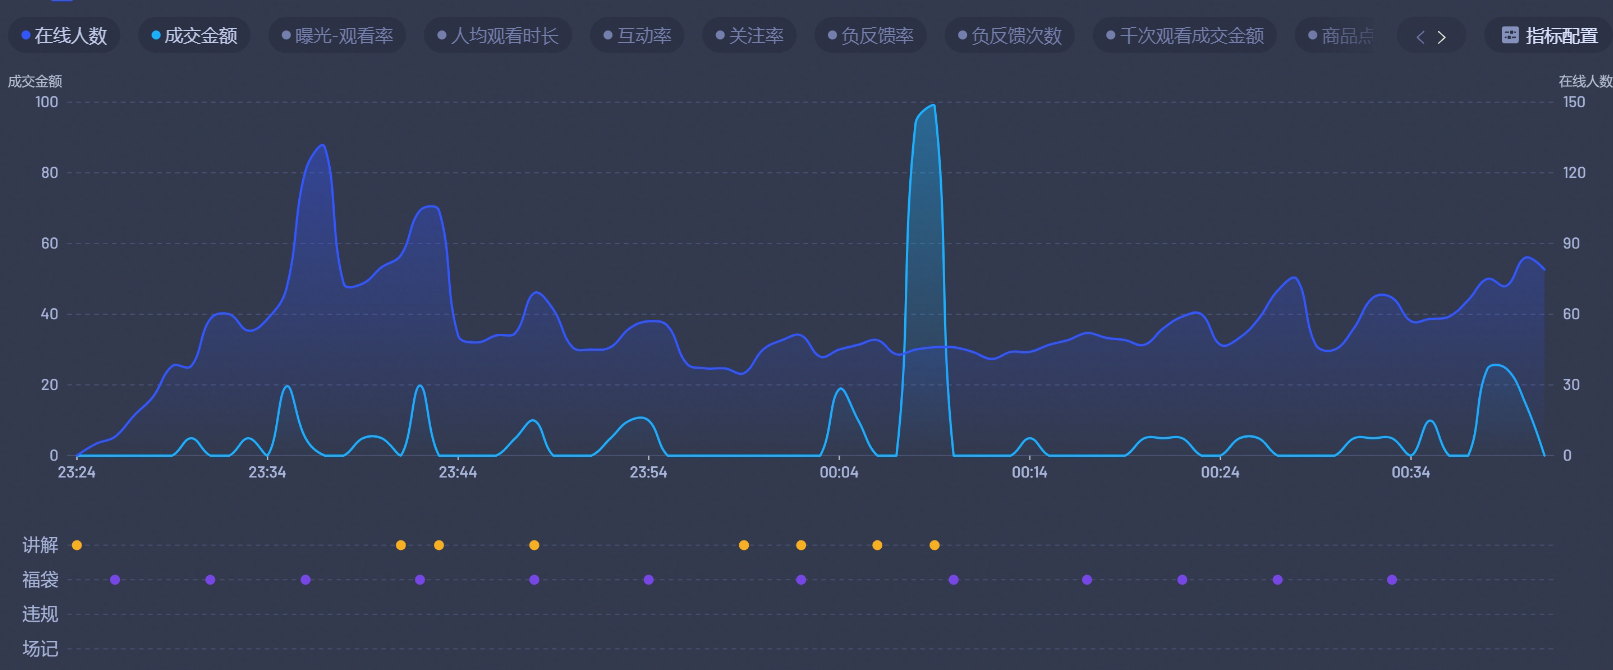 在线人数 成交金额 曝光-观看率 人均观看时长 互动率 关注率 负反馈率 负反馈次数 千次观看成交金额 商品点 指标配置
成交金额 在线人数
100 150
80 120
60 90
40 60
20 30
0 0
23:24 23:34 23:44 23:54 00:04 00:14 00:24 00:34
讲解
福袋
违规
场记